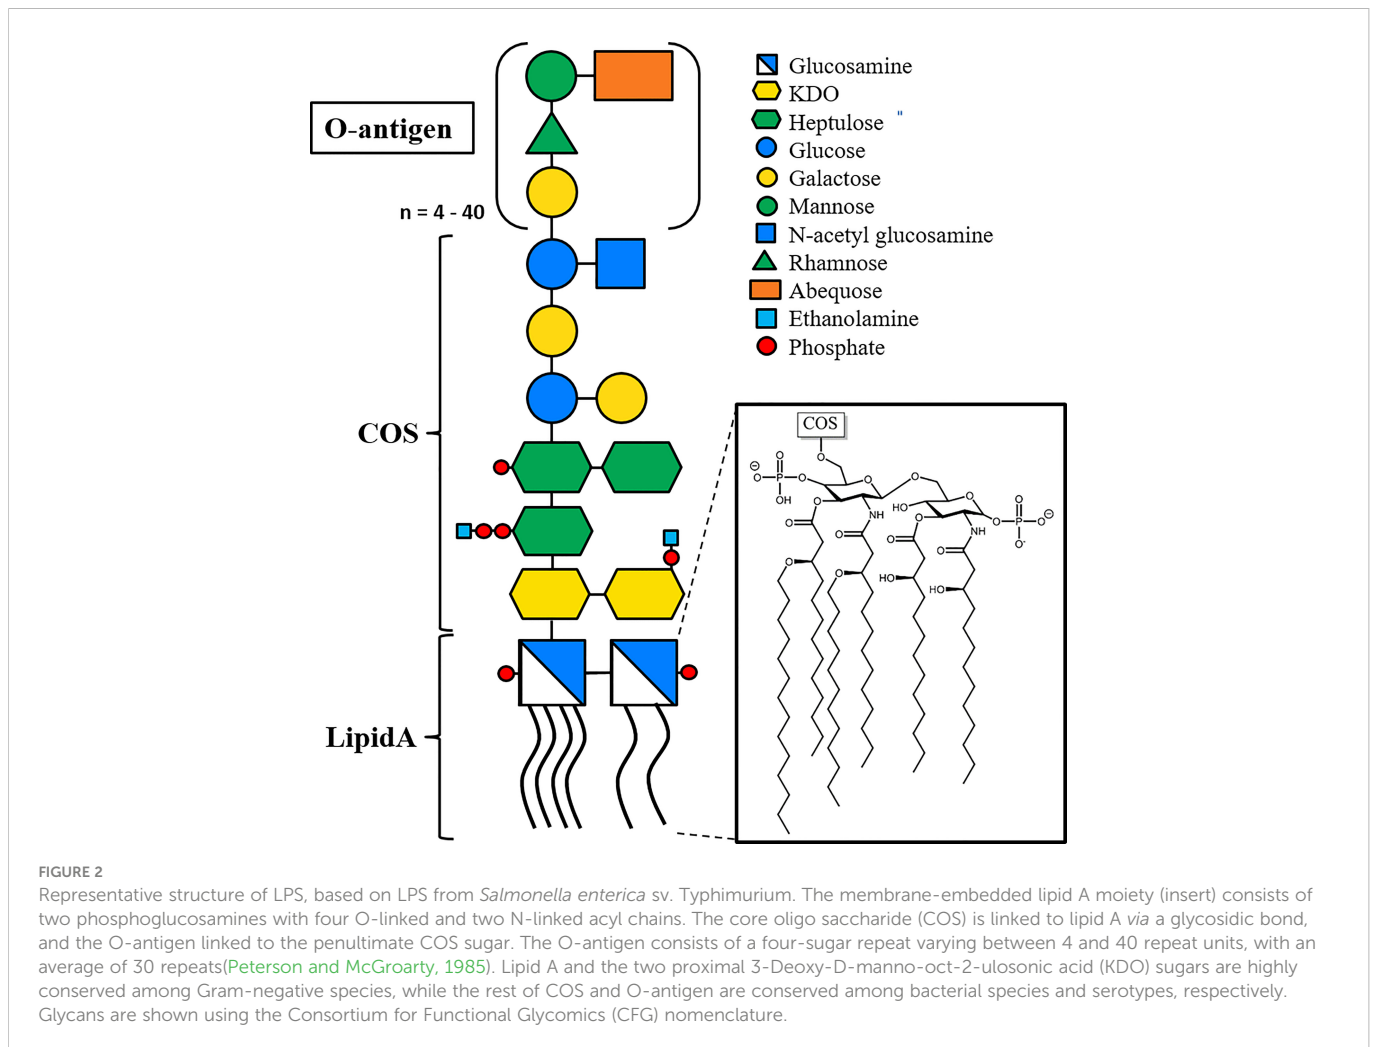 O-antigen
n = 4 - 40
COS
LipidA
Glucosamine
KDO
Heptulose "
Glucose
Galactose
Mannose
N-acetyl glucosamine
Rhamnose
Abequose
Ethanolamine
Phosphate
COS
O
O
⊖
O
P
O
OH
O
O
O
NH
O
O
O
HO
O
O
O
NH
O
P
O
⊖
O-
O
O
HO
O
O
HO
FIGURE 2
Representative structure of LPS, based on LPS from Salmonella enterica sv. Typhimurium. The membrane-embedded lipid A moiety (insert) consists of
two phosphoglucosamines with four O-linked and two N-linked acyl chains. The core oligo saccharide (COS) is linked to lipid A via a glycosidic bond,
and the O-antigen linked to the penultimate COS sugar. The O-antigen consists of a four-sugar repeat varying between 4 and 40 repeat units, with an
average of 30 repeats(Peterson and McGroarty, 1985). Lipid A and the two proximal 3-Deoxy-D-manno-oct-2-ulosonic acid (KDO) sugars are highly
conserved among Gram-negative species, while the rest of COS and O-antigen are conserved among bacterial species and serotypes, respectively.
Glycans are shown using the Consortium for Functional Glycomics (CFG) nomenclature.